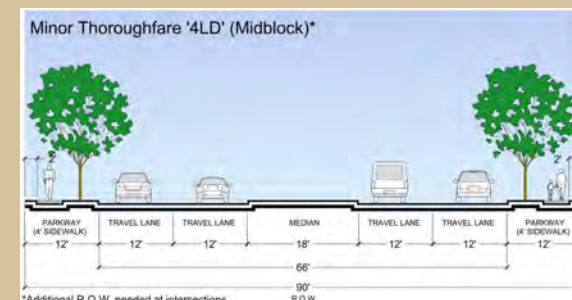 Minor Thoroughfare '4LD' (Midblock)*
2' 2'
PARKWAY TRAVEL LANE TRAVEL LANE MEDIAN TRAVEL LANE TRAVEL LANE PARKWAY
(4' SIDEWALK) (4' SIDEWALK)
12' 12' 12' 18' 12' 12' 12'
66'
90'
*Additional R.O.W. needed at intersections R.O.W.